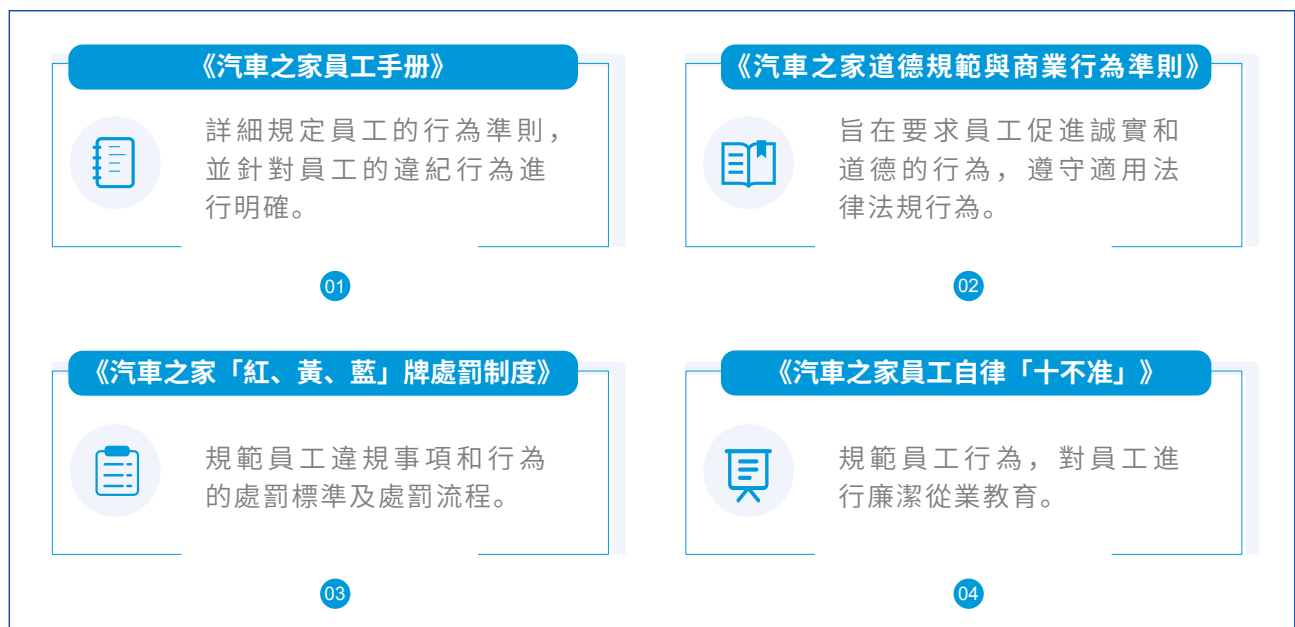 《汽車之家員工手册》
詳細規定員工的行為準則，
並針對員工的違紀行為進
行明確。
01
《汽車之家道德規範與商業行為準則》
旨在要求員工促進誠實和
道德的行為，遵守適用法
律法規行為。
02
《汽車之家「紅、黃、藍」牌處罰制度》
規範員工違規事項和行為
的處罰標準及處罰流程。
03
《汽車之家員工自律「十不准」》
規範員工行為，對員工進
行廉潔從業教育。
04